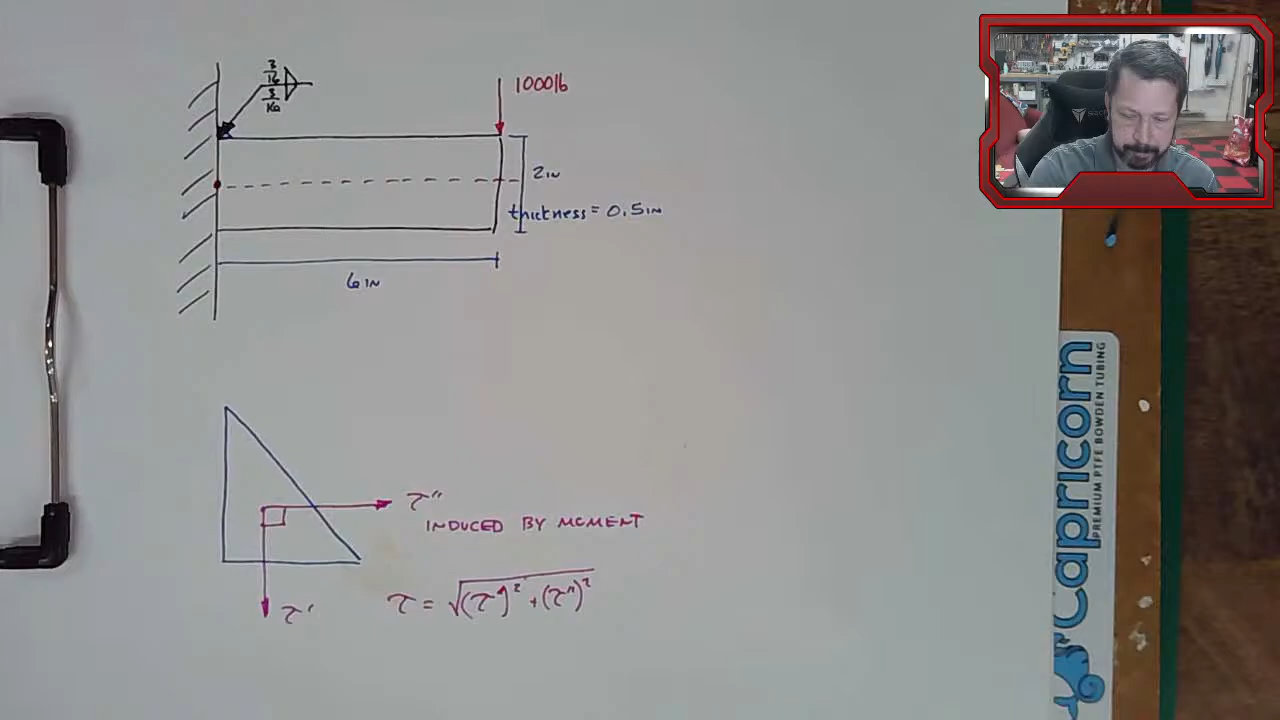 3/16
3/16
1000lb
2IN
thickness = 0.5IN
6IN
τ"
INDUCED BY MOMENT
τ'
τ = √(τ')² + (τ")²
Capricorn
PREMIUM PTFE BOWDEN TUBING